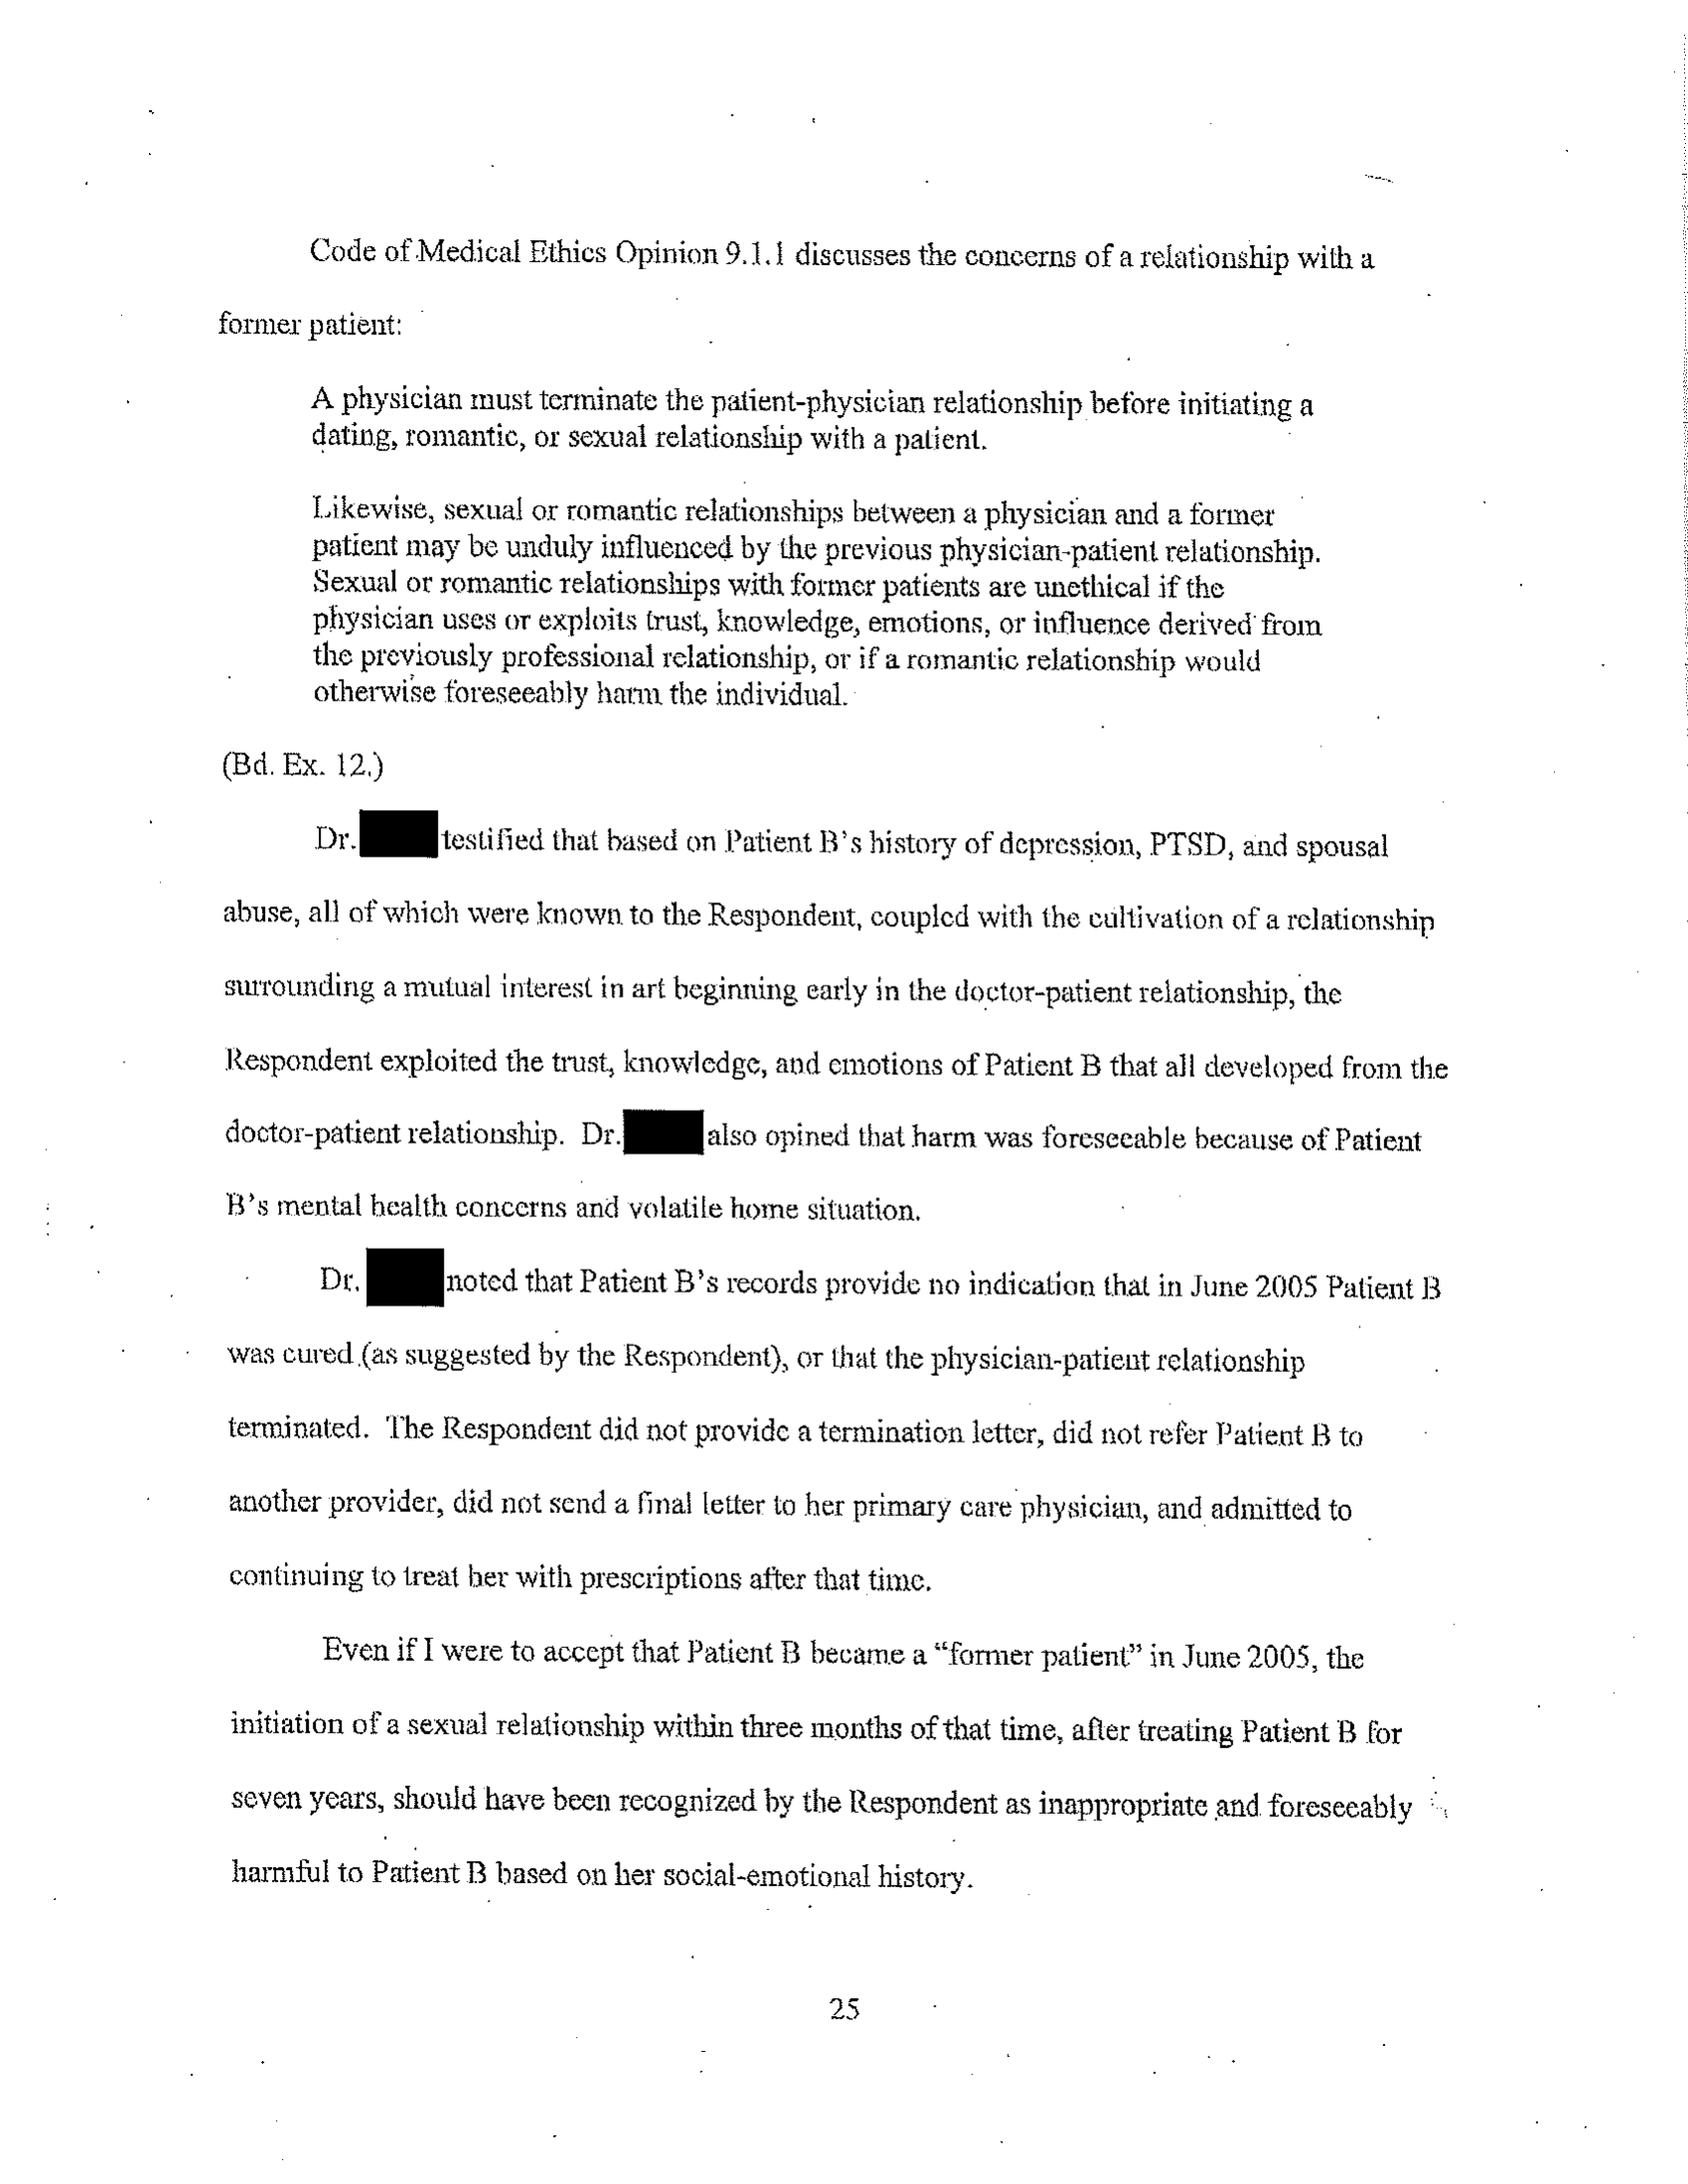 Code of Medical Ethics Opinion 9.1.1 discusses the concerns of a relationship with a
former patient:
A physician must terminate the patient-physician relationship before initiating a
dating, romantic, or sexual relationship with a patient.
Likewise, sexual or romantic relationships between a physician and a former
patient may be unduly influenced by the previous physician-patient relationship.
Sexual or romantic relationships with former patients are unethical if the
physician uses or exploits trust, knowledge, emotions, or influence derived from
the previously professional relationship, or if a romantic relationship would
otherwise foreseeably harm the individual.
(Bd. Ex. 12.)
Dr. testified that based on Patient B's history of depression, PTSD, and spousal
abuse, all of which were known to the Respondent, coupled with the cultivation of a relationship
surrounding a mutual interest in art beginning early in the doctor-patient relationship, the
Respondent exploited the trust, knowledge, and emotions of Patient B that all developed from the
doctor-patient relationship. Dr. also opined that harm was foreseeable because of Patient
B's mental health concerns and volatile home situation.
Dr. noted that Patient B's records provide no indication that in June 2005 Patient B
was cured (as suggested by the Respondent), or that the physician-patient relationship
terminated. The Respondent did not provide a termination letter, did not refer Patient B to
another provider, did not send a final letter to her primary care physician, and admitted to
continuing to treat her with prescriptions after that time.
Even if I were to accept that Patient B became a "former patient" in June 2005, the
initiation of a sexual relationship within three months of that time, after treating Patient B for
seven years, should have been recognized by the Respondent as inappropriate and foreseeably
harmful to Patient B based on her social-emotional history.
25